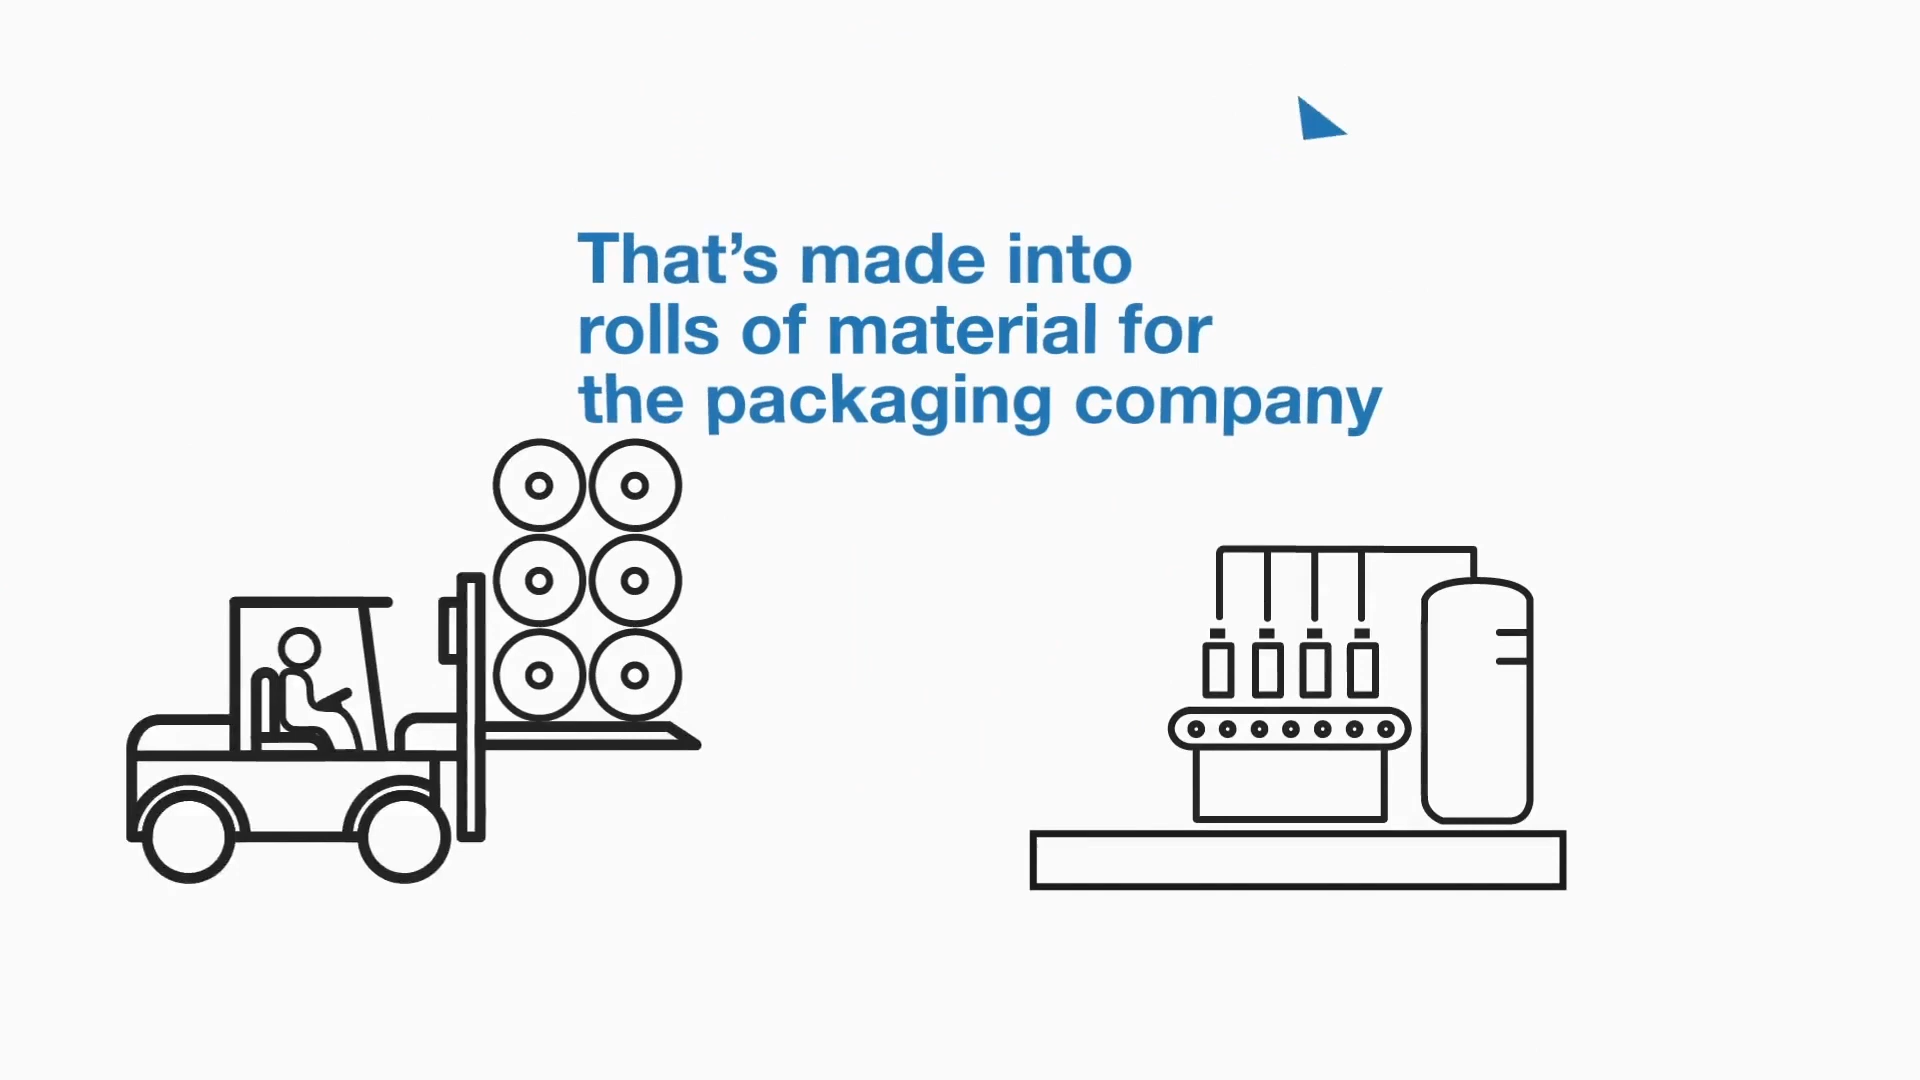 That’s made into
rolls of material for
the packaging company